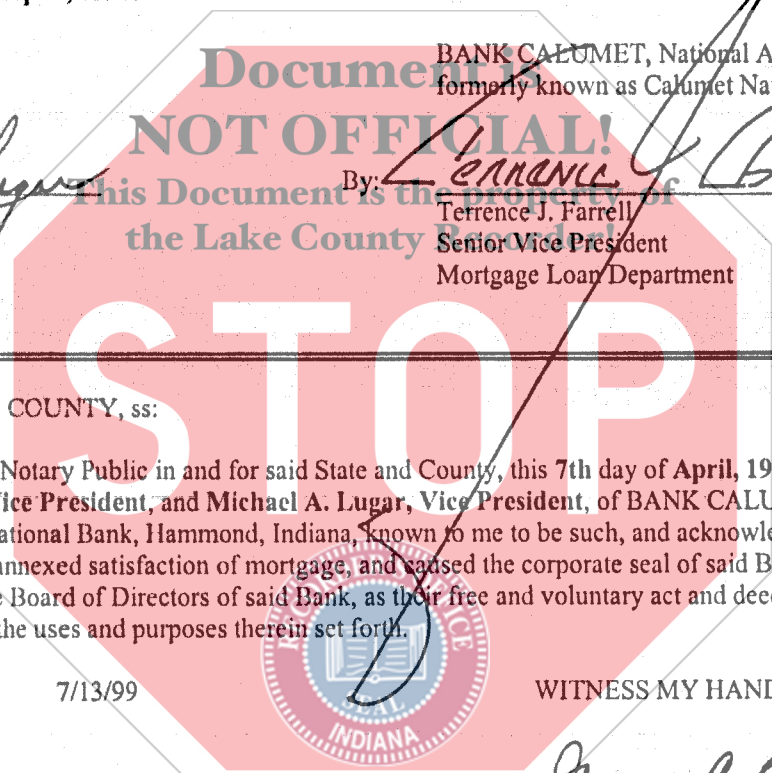 BANK CALUMET, National A
formerly known as Calumet Na
Document is
NOT OFFICIAL!
This Document is the property of
the Lake County Recorder!
By: Terrence J
Terrence J. Farrell
Senior Vice President
Mortgage Loan Department
STOP
COUNTY, ss:
Notary Public in and for said State and County, this 7th day of April, 19
Vice President, and Michael A. Lugar, Vice President, of BANK CALU
ational Bank, Hammond, Indiana, known to me to be such, and acknowle
annexed satisfaction of mortgage, and caused the corporate seal of said B
e Board of Directors of said Bank, as their free and voluntary act and deed
the uses and purposes therein set forth.
7/13/99
WITNESS MY HAND
SEAL
INDIANA